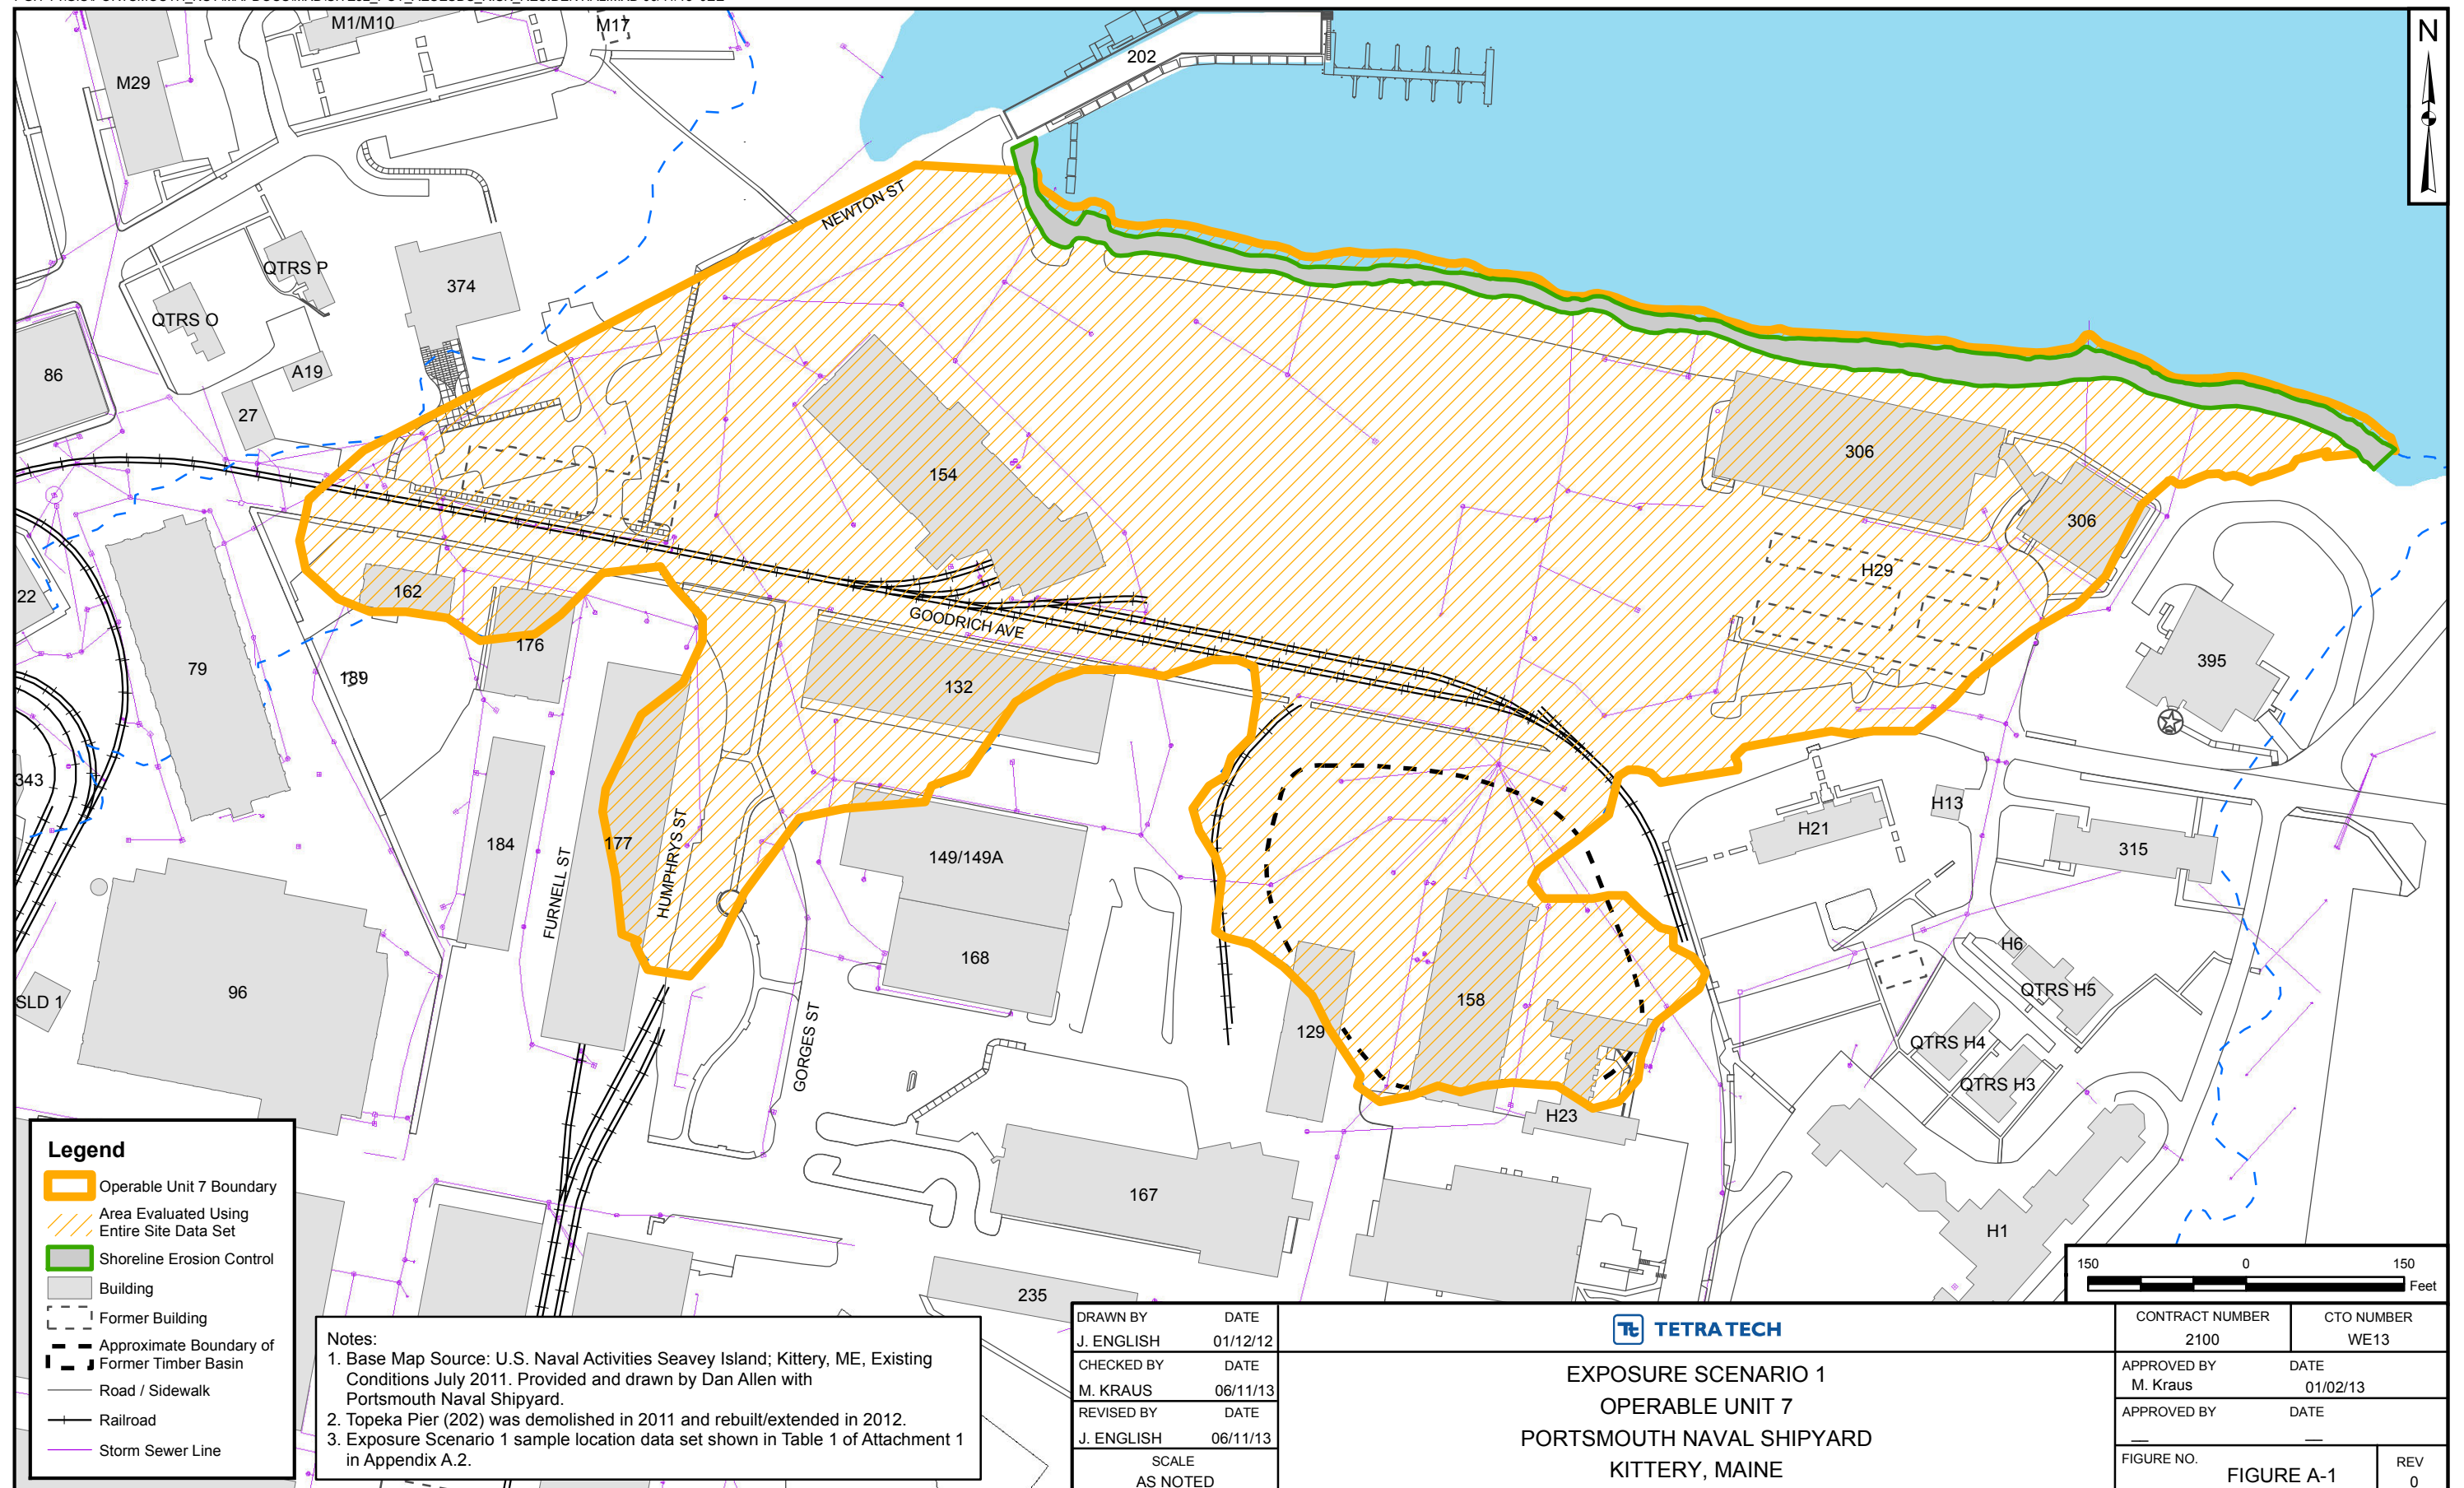 M1/M10
M17
202
N
M29
NEWTON ST
QTRS P
374
QTRS O
86
A19
27
154
306
306
H29
22
162
GOODRICH AVE
176
79
189
132
395
343
H13
H21
177
184
149/149A
315
FURNELL ST
HUMPHRYS ST
168
H6
QTRS H5
SLD 1
96
158
129
QTRS H4
GORGES ST
QTRS H3
H23
167
H1
235
150 0 150
Feet
Legend
Operable Unit 7 Boundary
Area Evaluated Using
Entire Site Data Set
Shoreline Erosion Control
Building
Former Building
Approximate Boundary of
Former Timber Basin
Road / Sidewalk
Railroad
Storm Sewer Line
Notes:
1. Base Map Source: U.S. Naval Activities Seavey Island; Kittery, ME, Existing
Conditions July 2011. Provided and drawn by Dan Allen with
Portsmouth Naval Shipyard.
2. Topeka Pier (202) was demolished in 2011 and rebuilt/extended in 2012.
3. Exposure Scenario 1 sample location data set shown in Table 1 of Attachment 1
in Appendix A.2.
DRAWN BY DATE
J. ENGLISH 01/12/12
CHECKED BY DATE
M. KRAUS 06/11/13
REVISED BY DATE
J. ENGLISH 06/11/13
SCALE
AS NOTED
Tt TETRA TECH
EXPOSURE SCENARIO 1
OPERABLE UNIT 7
PORTSMOUTH NAVAL SHIPYARD
KITTERY, MAINE
CONTRACT NUMBER
2100
CTO NUMBER
WE13
APPROVED BY DATE
M. Kraus 01/02/13
APPROVED BY DATE
__ __
FIGURE NO.
FIGURE A-1
REV
0